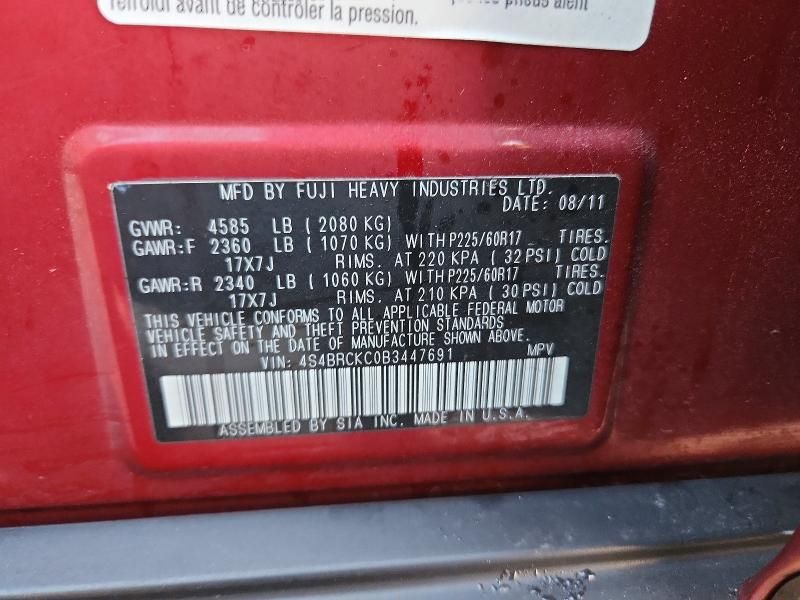 refroidi avant de contrôler la pression.
pneus aient
MFD BY FUJI HEAVY INDUSTRIES LTD.
DATE: 08/11
GVWR: 4585 LB (2080 KG)
GAWR:F 2360 LB (1070 KG) WITH P225/60R17 TIRES.
17X7J RIMS. AT 220 KPA (32 PSI) COLD
GAWR:R 2340 LB (1060 KG) WITH P225/60R17 TIRES.
17X7J RIMS. AT 210 KPA (30 PSI) COLD
THIS VEHICLE CONFORMS TO ALL APPLICABLE FEDERAL MOTOR
VEHICLE SAFETY AND THEFT PREVENTION STANDARDS
IN EFFECT ON THE DATE OF MANUFACTURE SHOWN ABOVE.
VIN: 4S4BRCKC0B3447691 MPV
ASSEMBLED BY SIA INC. MADE IN U.S.A.